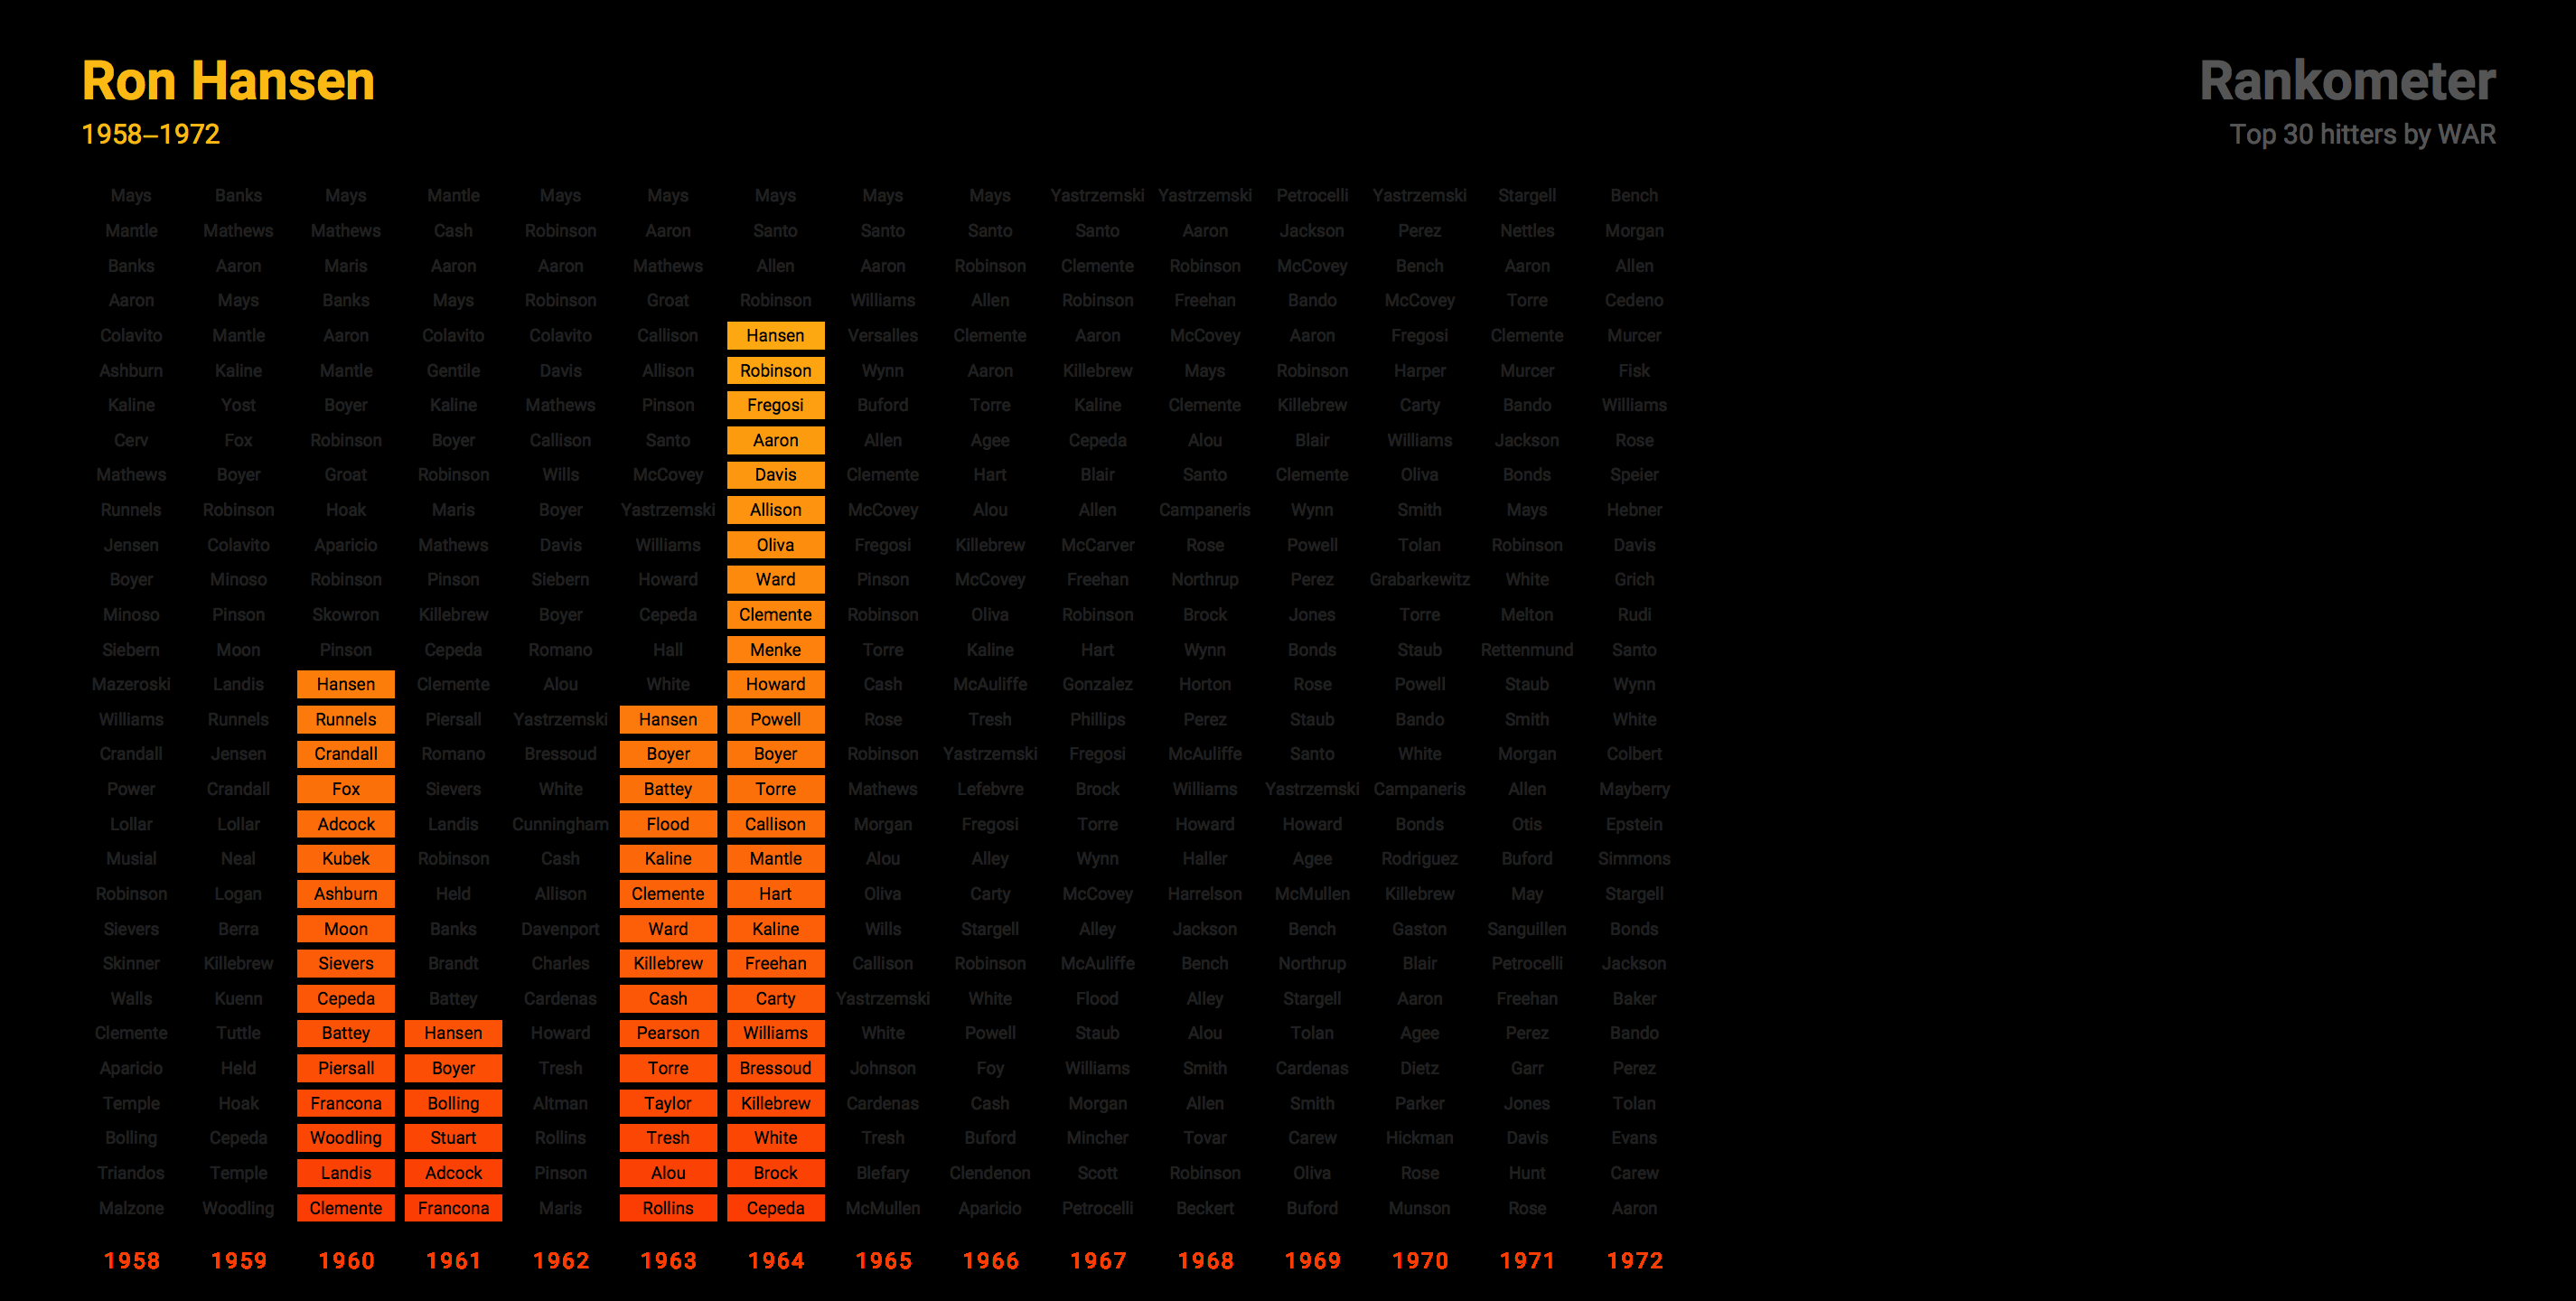 Ron Hansen
Rankometer
1958–1972
Top 30 hitters by WAR
Mays Banks Mays Mantle Mays Mays Mays Mays Mays Yastrzemski Yastrzemski Petrocelli Yastrzemski Stargell Bench
Mantle Mathews Mathews Cash Robinson Aaron Santo Santo Santo Santo Aaron Jackson Perez Nettles Morgan
Banks Aaron Maris Aaron Aaron Mathews Allen Aaron Robinson Clemente Robinson McCovey Bench Aaron Allen
Aaron Mays Banks Mays Robinson Groat Robinson Williams Allen Robinson Freehan Bando McCovey Torre Cedeno
Colavito Mantle Aaron Colavito Colavito Callison Hansen Versalles Clemente Aaron McCovey Aaron Fregosi Clemente Murcer
Ashburn Kaline Mantle Gentile Davis Allison Robinson Wynn Aaron Killebrew Mays Robinson Harper Murcer Fisk
Kaline Yost Boyer Kaline Mathews Pinson Fregosi Buford Torre Kaline Clemente Killebrew Carty Bando Williams
Cerv Fox Robinson Boyer Callison Santo Aaron Allen Agee Cepeda Alou Blair Williams Jackson Rose
Mathews Boyer Groat Robinson Wills McCovey Davis Clemente Hart Blair Santo Clemente Oliva Bonds Speier
Runnels Robinson Hoak Maris Boyer Yastrzemski Allison McCovey Alou Allen Campaneris Wynn Smith Mays Hebner
Jensen Colavito Aparicio Mathews Davis Williams Oliva Fregosi Killebrew McCarver Rose Powell Tolan Robinson Davis
Boyer Minoso Robinson Pinson Siebern Howard Ward Pinson McCovey Freehan Northrup Perez Grabarkewitz White Grich
Minoso Pinson Skowron Killebrew Boyer Cepeda Clemente Robinson Oliva Robinson Brock Jones Torre Melton Rudi
Siebern Moon Pinson Cepeda Romano Hall Menke Torre Kaline Hart Wynn Bonds Staub Rettenmund Santo
Mazeroski Landis Hansen Clemente Alou White Howard Cash McAuliffe Gonzalez Horton Rose Powell Staub Wynn
Williams Runnels Runnels Piersall Yastrzemski Hansen Powell Rose Tresh Phillips Perez Staub Bando Smith White
Crandall Jensen Crandall Romano Bressoud Boyer Boyer Robinson Yastrzemski Fregosi McAuliffe Santo White Morgan Colbert
Power Crandall Fox Sievers White Battey Torre Mathews Lefebvre Brock Williams Yastrzemski Campaneris Allen Mayberry
Lollar Lollar Adcock Landis Cunningham Flood Callison Morgan Fregosi Torre Howard Howard Bonds Otis Epstein
Musial Neal Kubek Robinson Cash Kaline Mantle Alou Alley Wynn Haller Agee Rodriguez Buford Simmons
Robinson Logan Ashburn Held Allison Clemente Hart Oliva Carty McCovey Harrelson McMullen Killebrew May Stargell
Sievers Berra Moon Banks Davenport Ward Kaline Wills Stargell Alley Jackson Bench Gaston Sanguillen Bonds
Skinner Killebrew Sievers Brandt Charles Killebrew Freehan Callison Robinson McAuliffe Bench Northrup Blair Petrocelli Jackson
Walls Kuenn Cepeda Battey Cardenas Cash Carty Yastrzemski White Flood Alley Stargell Aaron Freehan Baker
Clemente Tuttle Battey Hansen Howard Pearson Williams White Powell Staub Alou Tolan Agee Perez Bando
Aparicio Held Piersall Boyer Tresh Torre Bressoud Johnson Foy Williams Smith Cardenas Dietz Garr Perez
Temple Hoak Francona Bolling Altman Taylor Killebrew Cardenas Cash Morgan Allen Smith Parker Jones Tolan
Bolling Cepeda Woodling Stuart Rollins Tresh White Tresh Buford Mincher Tovar Carew Hickman Davis Evans
Triandos Temple Landis Adcock Pinson Alou Brock Blefary Clendenon Scott Robinson Oliva Rose Hunt Carew
Malzone Woodling Clemente Francona Maris Rollins Cepeda McMullen Aparicio Petrocelli Beckert Buford Munson Rose Aaron
1958 1959 1960 1961 1962 1963 1964 1965 1966 1967 1968 1969 1970 1971 1972